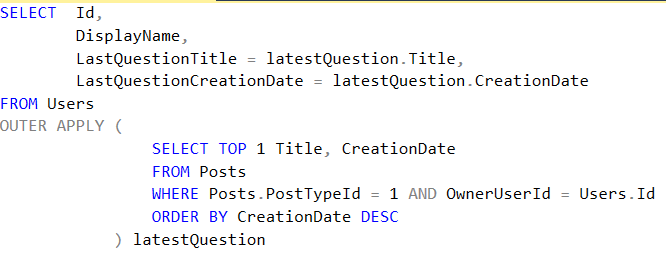 SELECT Id,
DisplayName,
LastQuestionTitle = latestQuestion.Title,
LastQuestionCreationDate = latestQuestion.CreationDate
FROM Users
OUTER APPLY (
SELECT TOP 1 Title, CreationDate
FROM Posts
WHERE Posts.PostTypeId = 1 AND OwnerUserId = Users.Id
ORDER BY CreationDate DESC
) latestQuestion